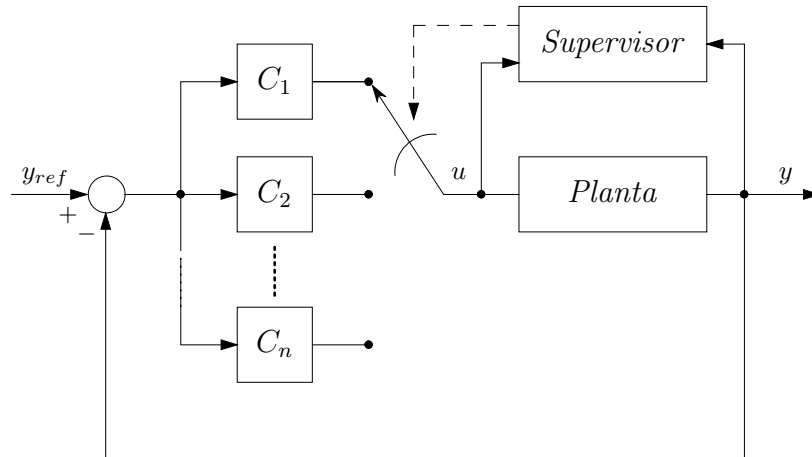 Supervisor
C₁
y_ref
+
−
C₂
u
Planta
y
Cₙ